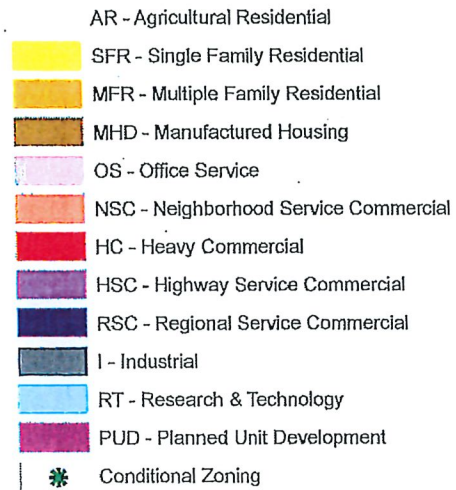 AR - Agricultural Residential
SFR - Single Family Residential
MFR - Multiple Family Residential
MHD - Manufactured Housing
OS - Office Service
NSC - Neighborhood Service Commercial
HC - Heavy Commercial
HSC - Highway Service Commercial
RSC - Regional Service Commercial
I - Industrial
RT - Research & Technology
PUD - Planned Unit Development
Conditional Zoning